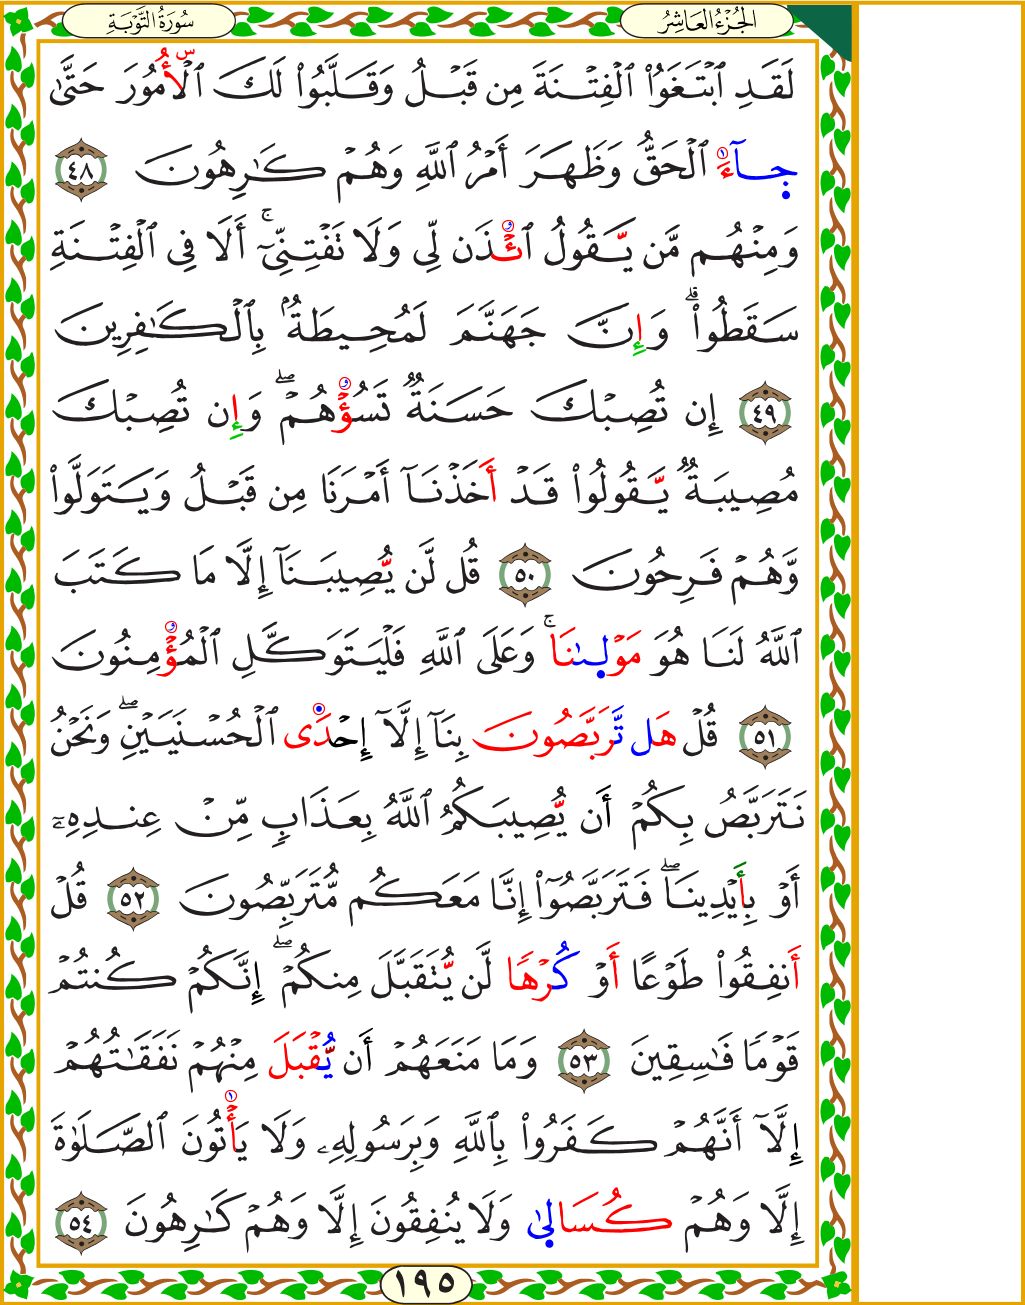 الجُزْءُ العَاشِرُ
سُورَةُ التَّوْبَةِ
لَقَدِ ٱبۡتَغَوُاْ ٱلۡفِتۡنَةَ مِن قَبۡلُ وَقَلَّبُواْ لَكَ ٱلۡأُمُورَ حَتَّىٰ
جَآءَ ٱلۡحَقُّ وَظَهَرَ أَمۡرُ ٱللَّهِ وَهُمۡ كَٰرِهُونَ ٤٨
وَمِنۡهُم مَّن يَّقُولُ ٱئۡذَن لِّي وَلَا تَفۡتِنِّيٓۚ أَلَا فِي ٱلۡفِتۡنَةِ
سَقَطُواْۗ وَإِنَّ جَهَنَّمَ لَمُحِيطَةُۢ بِٱلۡكَٰفِرِينَ
٤٩ إِن تُصِبۡكَ حَسَنَةٌ تَسُؤۡهُمۡۖ وَإِن تُصِبۡكَ
مُصِيبَةٌ يَّقُولُواْ قَدۡ أَخَذۡنَآ أَمۡرَنَا مِن قَبۡلُ وَيَتَوَلَّواْ
وَّهُمۡ فَرِحُونَ ٥٠ قُل لَّن يُّصِيبَنَآ إِلَّا مَا كَتَبَ
ٱللَّهُ لَنَا هُوَ مَوۡلىٰنَاۚ وَعَلَى ٱللَّهِ فَلۡيَتَوَكَّلِ ٱلۡمُؤۡمِنُونَ
٥١ قُلۡ هَل تَّرَبَّصُونَ بِنَآ إِلَّآ إِحۡدَى ٱلۡحُسۡنَيَيۡنِۖ وَنَحۡنُ
نَتَرَبَّصُ بِكُمۡ أَن يُّصِيبَكُمُ ٱللَّهُ بِعَذَابٖ مِّنۡ عِندِهِۦٓ
أَوۡ بِأَيۡدِينَاۖ فَتَرَبَّصُوٓاْ إِنَّا مَعَكُم مُّتَرَبِّصُونَ ٥٢ قُلۡ
أَنفِقُواْ طَوۡعًا أَوۡ كُرۡهٗا لَّن يُّتَقَبَّلَ مِنكُمۡۖ إِنَّكُمۡ كُنتُمۡ
قَوۡمٗا فَٰسِقِينَ ٥٣ وَمَا مَنَعَهُمۡ أَن يُّقۡبَلَ مِنۡهُمۡ نَفَقَٰتُهُمۡ
إِلَّآ أَنَّهُمۡ كَفَرُواْ بِٱللَّهِ وَبِرَسُولِهِۦ وَلَا يَأۡتُونَ ٱلصَّلَوٰةَ
إِلَّا وَهُمۡ كُسَالىٰ وَلَا يُنفِقُونَ إِلَّا وَهُمۡ كَٰرِهُونَ ٥٤
١٩٥